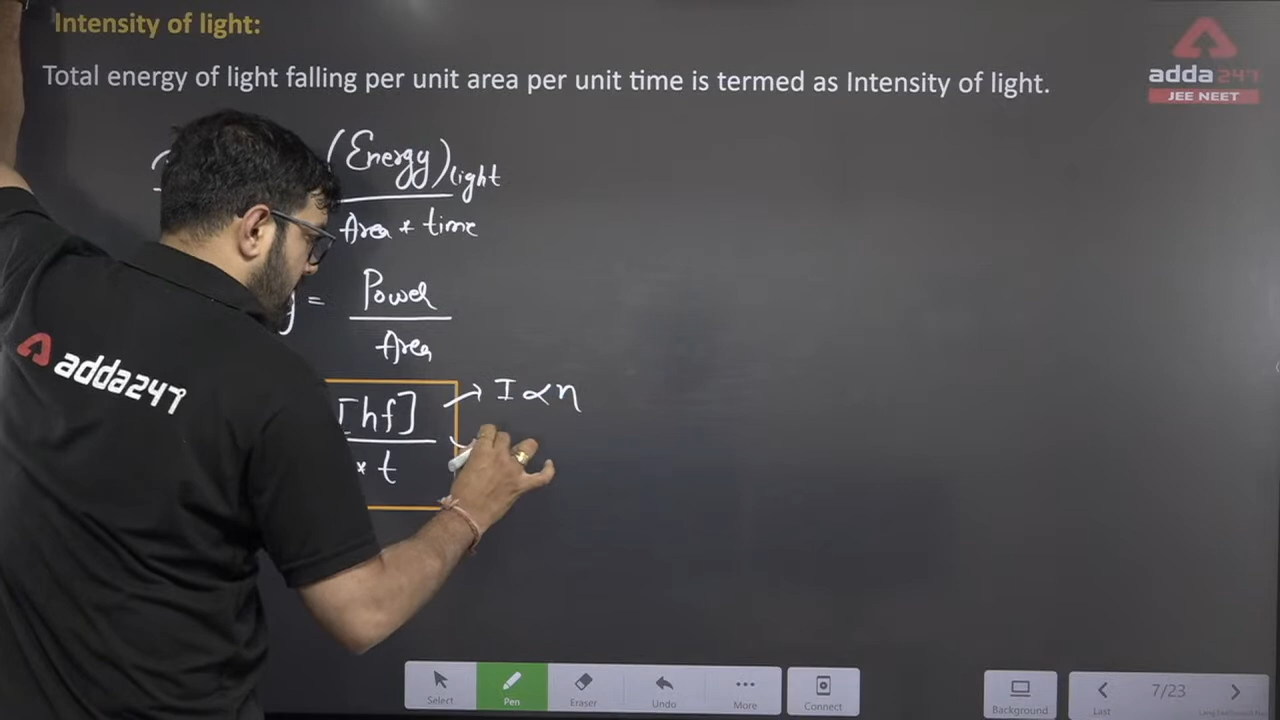 Intensity of light:
Total energy of light falling per unit area per unit time is termed as Intensity of light.
adda247
JEE NEET
(Energy)light
Area * time
= Power
Area
[hf]
* t
→ I ∝ n
adda247
Select
Pen
Eraser
Undo
More
Connect
Background
Last
7/23